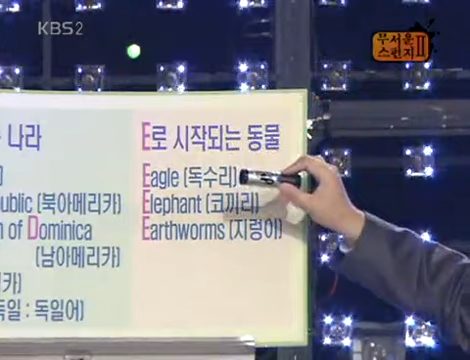 KBS2
무서운
스펀지 II
나라
E로 시작되는 동물
]
Eagle [독수리]
ublic [북아메리카]
Elephant [코끼리]
n of Dominica
Earthworms [지렁이]
[남아메리카]
카]
독일 : 독일어]